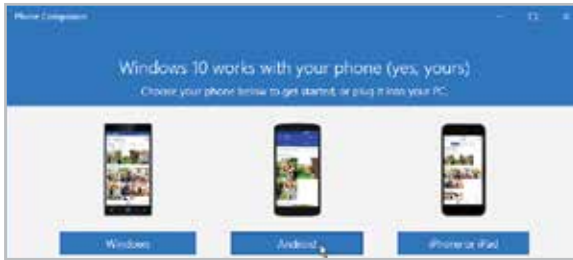 Phone Companion
Windows 10 works with your phone (yes, yours)
Choose your phone below to get started, or plug it into your PC.
Windows
Android
iPhone or iPad